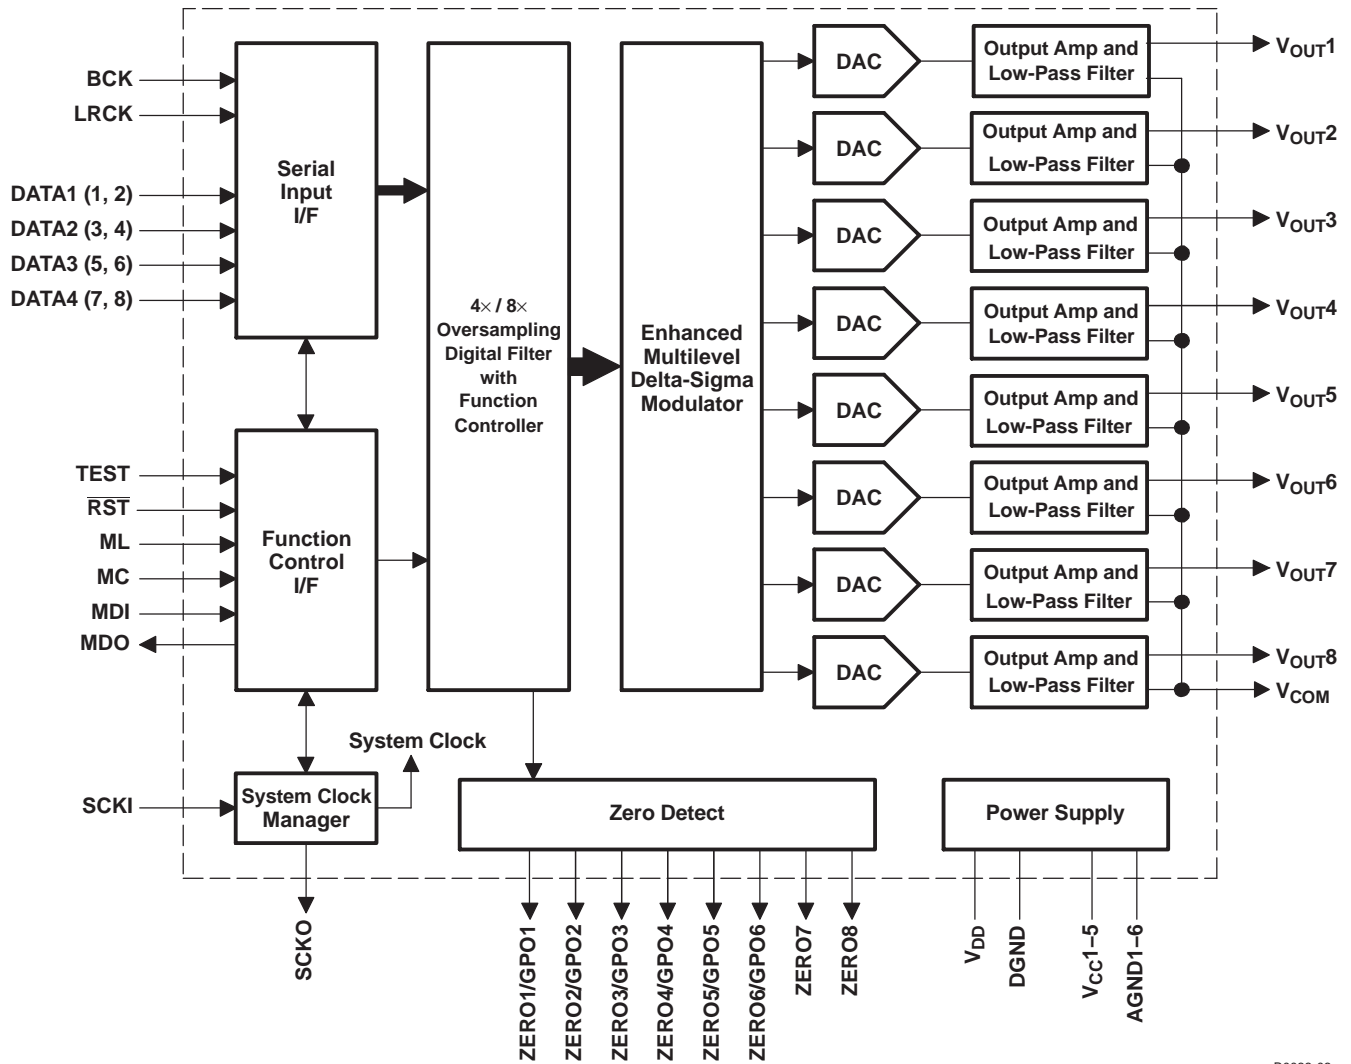 BCK
LRCK
DATA1 (1, 2)
DATA2 (3, 4)
DATA3 (5, 6)
DATA4 (7, 8)
Serial
Input
I/F
TEST
RST
ML
MC
MDI
MDO
Function
Control
I/F
SCKI
System Clock
Manager
System Clock
SCKO
4× / 8×
Oversampling
Digital Filter
with
Function
Controller
Enhanced
Multilevel
Delta-Sigma
Modulator
DAC
Output Amp and
Low-Pass Filter
VOUT1
DAC
Output Amp and
Low-Pass Filter
VOUT2
DAC
Output Amp and
Low-Pass Filter
VOUT3
DAC
Output Amp and
Low-Pass Filter
VOUT4
DAC
Output Amp and
Low-Pass Filter
VOUT5
DAC
Output Amp and
Low-Pass Filter
VOUT6
DAC
Output Amp and
Low-Pass Filter
VOUT7
DAC
Output Amp and
Low-Pass Filter
VOUT8
VCOM
Zero Detect
ZERO1/GPO1
ZERO2/GPO2
ZERO3/GPO3
ZERO4/GPO4
ZERO5/GPO5
ZERO6/GPO6
ZERO7
ZERO8
Power Supply
VDD
DGND
VCC1–5
AGND1–6